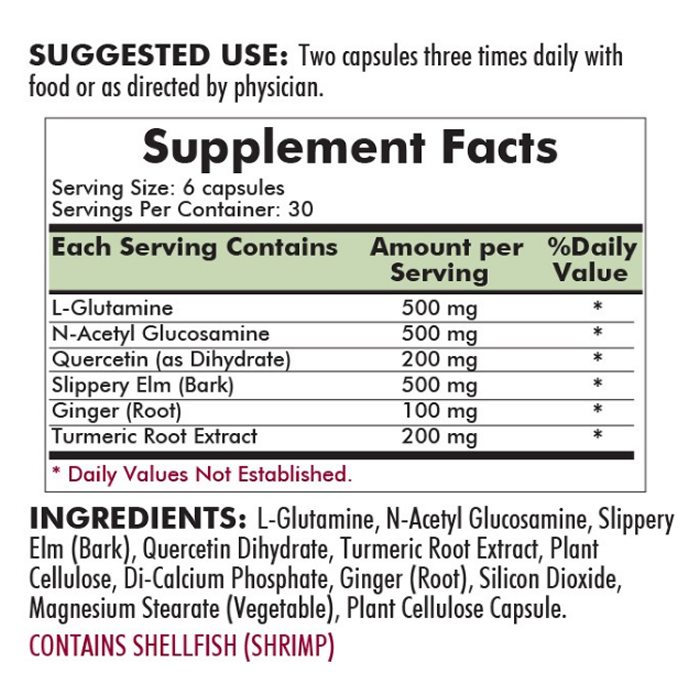 SUGGESTED USE: Two capsules three times daily with
food or as directed by physician.
Supplement Facts
Serving Size: 6 capsules
Servings Per Container: 30
Each Serving Contains Amount per Serving %Daily Value
L-Glutamine 500 mg *
N-Acetyl Glucosamine 500 mg *
Quercetin (as Dihydrate) 200 mg *
Slippery Elm (Bark) 500 mg *
Ginger (Root) 100 mg *
Turmeric Root Extract 200 mg *
* Daily Values Not Established.
INGREDIENTS: L-Glutamine, N-Acetyl Glucosamine, Slippery
Elm (Bark), Quercetin Dihydrate, Turmeric Root Extract, Plant
Cellulose, Di-Calcium Phosphate, Ginger (Root), Silicon Dioxide,
Magnesium Stearate (Vegetable), Plant Cellulose Capsule.
CONTAINS SHELLFISH (SHRIMP)